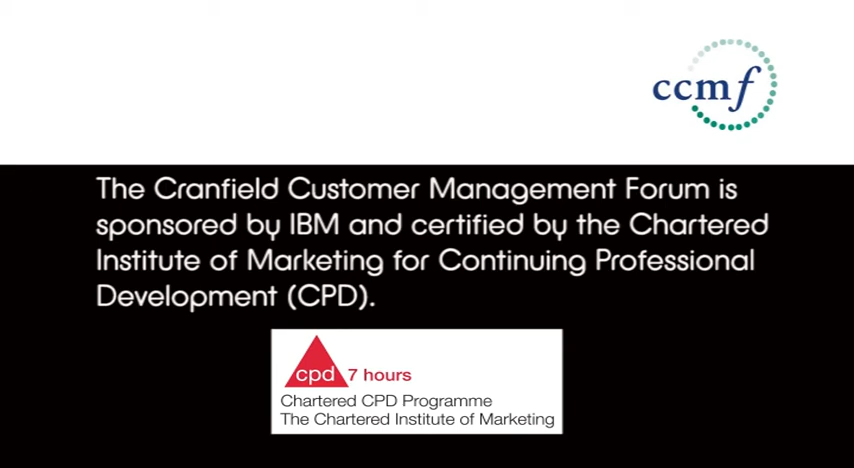 ccmf
The Cranfield Customer Management Forum is
sponsored by IBM and certified by the Chartered
Institute of Marketing for Continuing Professional
Development (CPD).
cpd 7 hours
Chartered CPD Programme
The Chartered Institute of Marketing